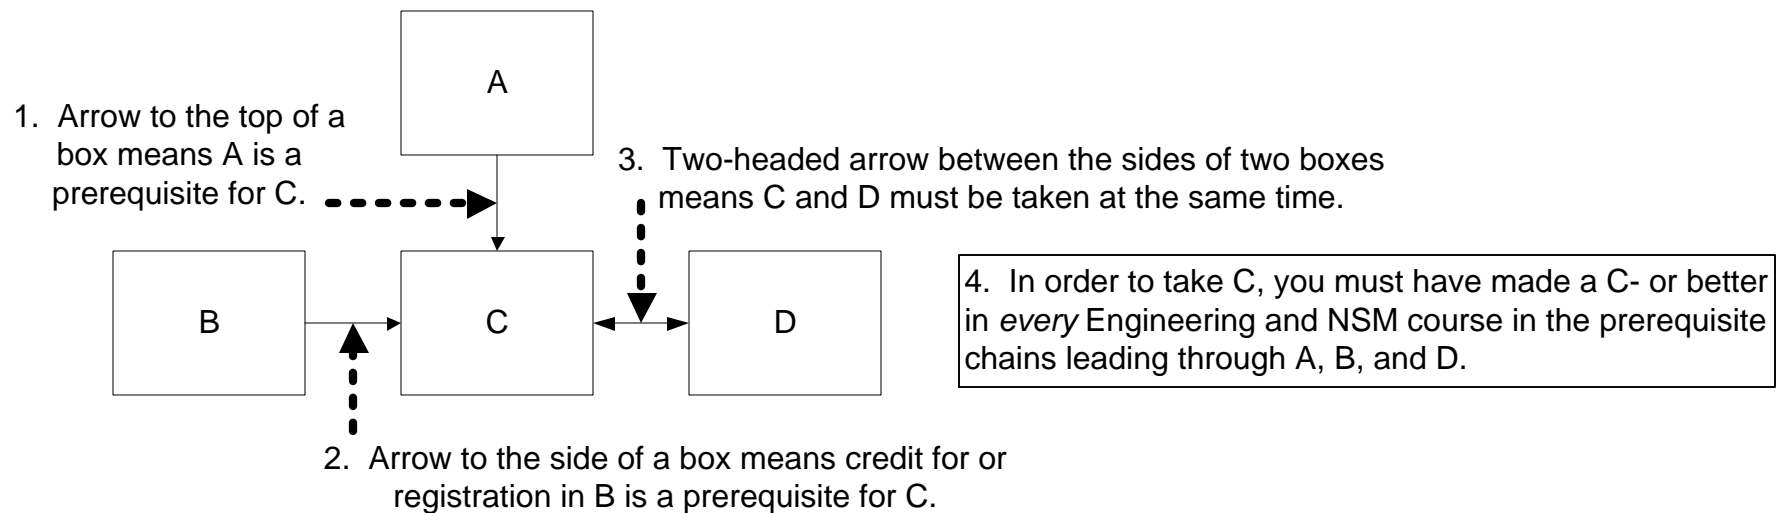 A
1. Arrow to the top of a
box means A is a
prerequisite for C.
3. Two-headed arrow between the sides of two boxes
means C and D must be taken at the same time.
B
C
D
4. In order to take C, you must have made a C- or better
in every Engineering and NSM course in the prerequisite
chains leading through A, B, and D.
2. Arrow to the side of a box means credit for or
registration in B is a prerequisite for C.